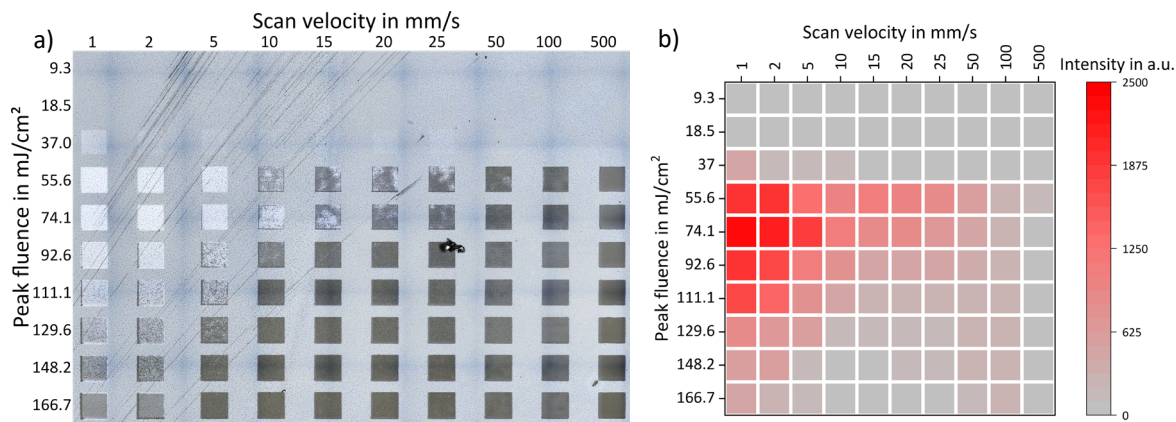 a)
Scan velocity in mm/s
1 2 5 10 15 20 25 50 100 500
Peak fluence in mJ/cm²
9.3
18.5
37.0
55.6
74.1
92.6
111.1
129.6
148.2
166.7
b)
Scan velocity in mm/s
1 2 5 10 15 20 25 50 100 500
Peak fluence in mJ/cm²
9.3
18.5
37
55.6
74.1
92.6
111.1
129.6
148.2
166.7
Intensity in a.u.
2500
1875
1250
625
0